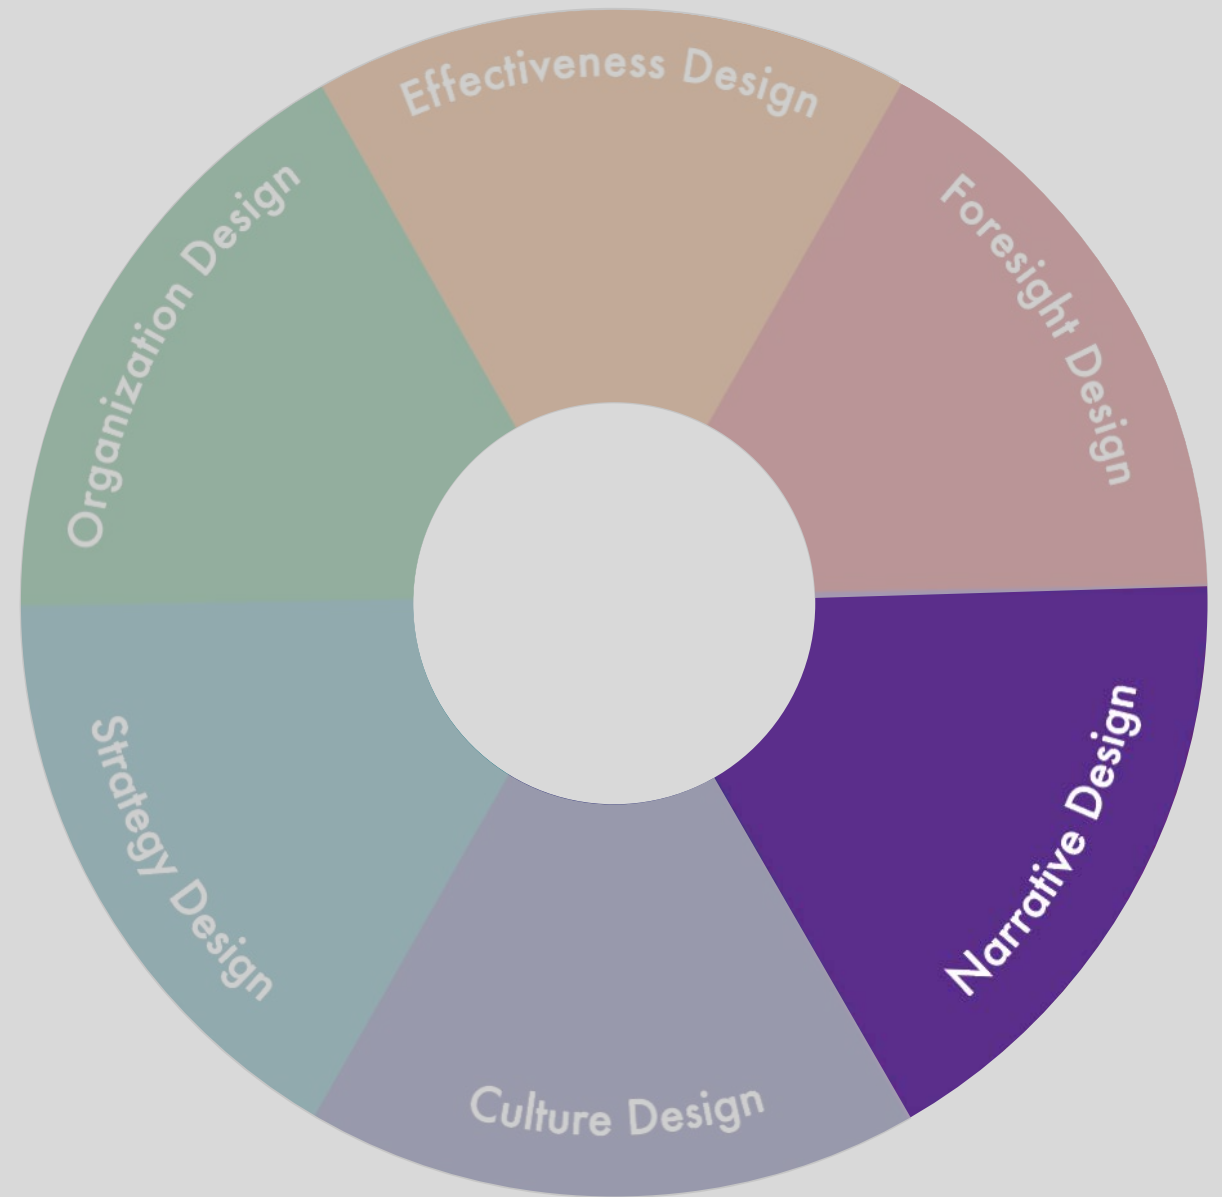 Effectiveness Design
Foresight Design
Narrative Design
Culture Design
Strategy Design
Organization Design